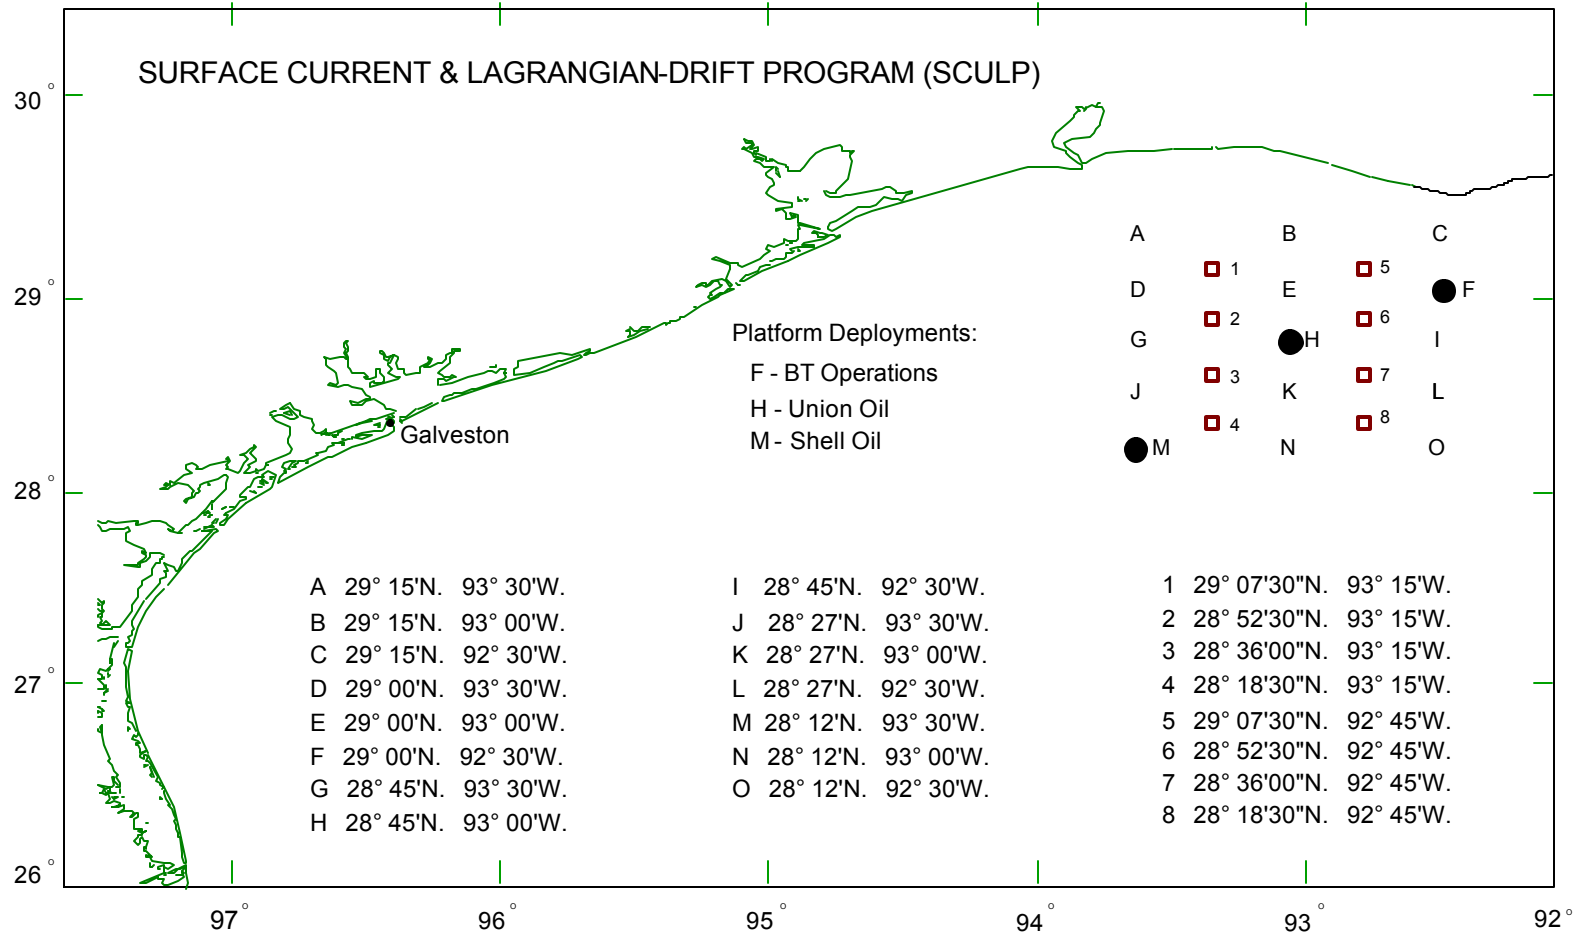 SURFACE CURRENT & LAGRANGIAN-DRIFT PROGRAM (SCULP)
30°
29°
28°
27°
26°
A B C
1 5
D E F
2 6
G H I
3 7
J K L
4 8
M N O
Platform Deployments:
F - BT Operations
H - Union Oil
M - Shell Oil
Galveston
A 29° 15'N. 93° 30'W.
B 29° 15'N. 93° 00'W.
C 29° 15'N. 92° 30'W.
D 29° 00'N. 93° 30'W.
E 29° 00'N. 93° 00'W.
F 29° 00'N. 92° 30'W.
G 28° 45'N. 93° 30'W.
H 28° 45'N. 93° 00'W.
I 28° 45'N. 92° 30'W.
J 28° 27'N. 93° 30'W.
K 28° 27'N. 93° 00'W.
L 28° 27'N. 92° 30'W.
M 28° 12'N. 93° 30'W.
N 28° 12'N. 93° 00'W.
O 28° 12'N. 92° 30'W.
1 29° 07'30"N. 93° 15'W.
2 28° 52'30"N. 93° 15'W.
3 28° 36'00"N. 93° 15'W.
4 28° 18'30"N. 93° 15'W.
5 29° 07'30"N. 92° 45'W.
6 28° 52'30"N. 92° 45'W.
7 28° 36'00"N. 92° 45'W.
8 28° 18'30"N. 92° 45'W.
97° 96° 95° 94° 93° 92°